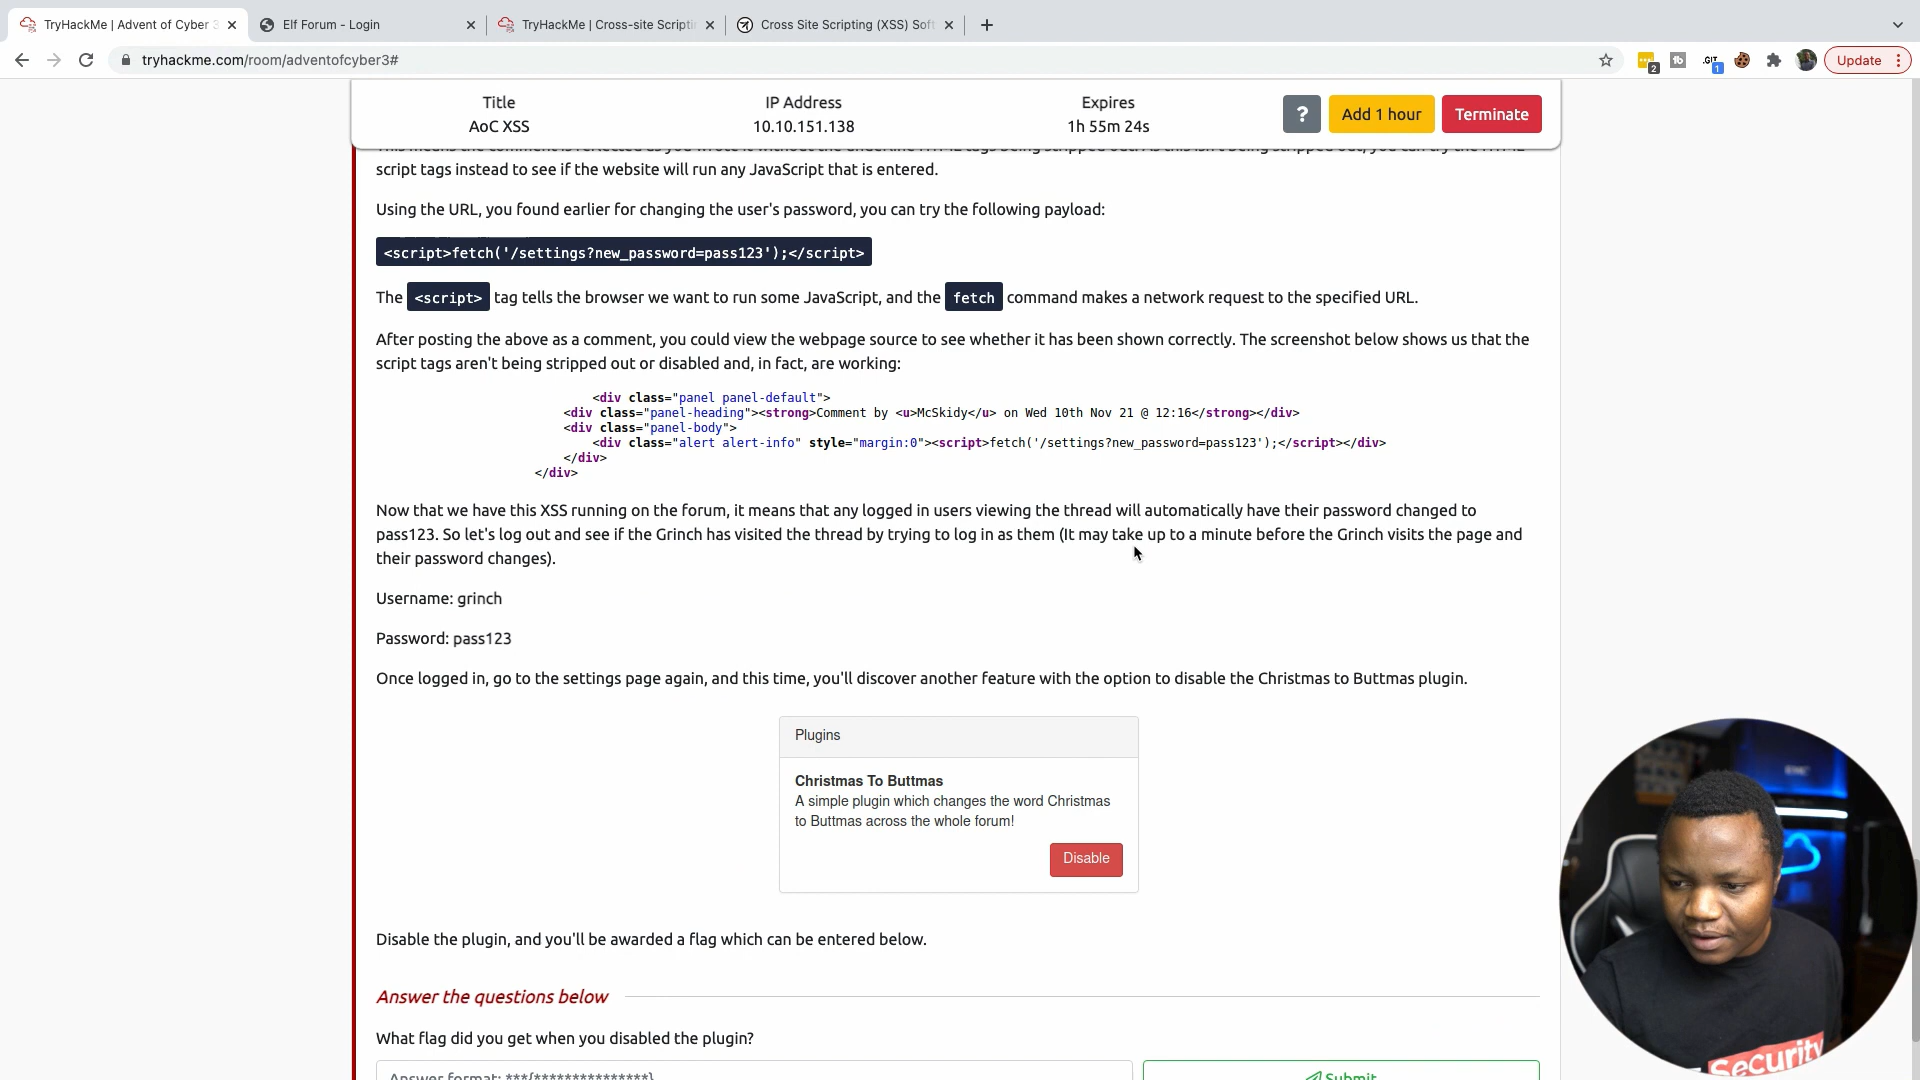 TryHackMe | Advent of Cyber 3
Elf Forum - Login
TryHackMe | Cross-site Scripti
Cross Site Scripting (XSS) Soft
tryhackme.com/room/adventofcyber3#
2
.GIT
1
Update
Title
AoC XSS
IP Address
10.10.151.138
Expires
1h 55m 24s
?
Add 1 hour
Terminate
script tags instead to see if the website will run any JavaScript that is entered.
Using the URL, you found earlier for changing the user's password, you can try the following payload:
<script>fetch('/settings?new_password=pass123');</script>
The <script> tag tells the browser we want to run some JavaScript, and the fetch command makes a network request to the specified URL.
After posting the above as a comment, you could view the webpage source to see whether it has been shown correctly. The screenshot below shows us that the
script tags aren't being stripped out or disabled and, in fact, are working:
<div class="panel panel-default">
<div class="panel-heading"><strong>Comment by <u>McSkidy</u> on Wed 10th Nov 21 @ 12:16</strong></div>
<div class="panel-body">
<div class="alert alert-info" style="margin:0"><script>fetch('/settings?new_password=pass123');</script></div>
</div>
</div>
Now that we have this XSS running on the forum, it means that any logged in users viewing the thread will automatically have their password changed to
pass123. So let's log out and see if the Grinch has visited the thread by trying to log in as them (It may take up to a minute before the Grinch visits the page and
their password changes).
Username: grinch
Password: pass123
Once logged in, go to the settings page again, and this time, you'll discover another feature with the option to disable the Christmas to Buttmas plugin.
Plugins
Christmas To Buttmas
A simple plugin which changes the word Christmas
to Buttmas across the whole forum!
Disable
Disable the plugin, and you'll be awarded a flag which can be entered below.
Answer the questions below
What flag did you get when you disabled the plugin?
Answer format: ***{***************}
Submit
Security